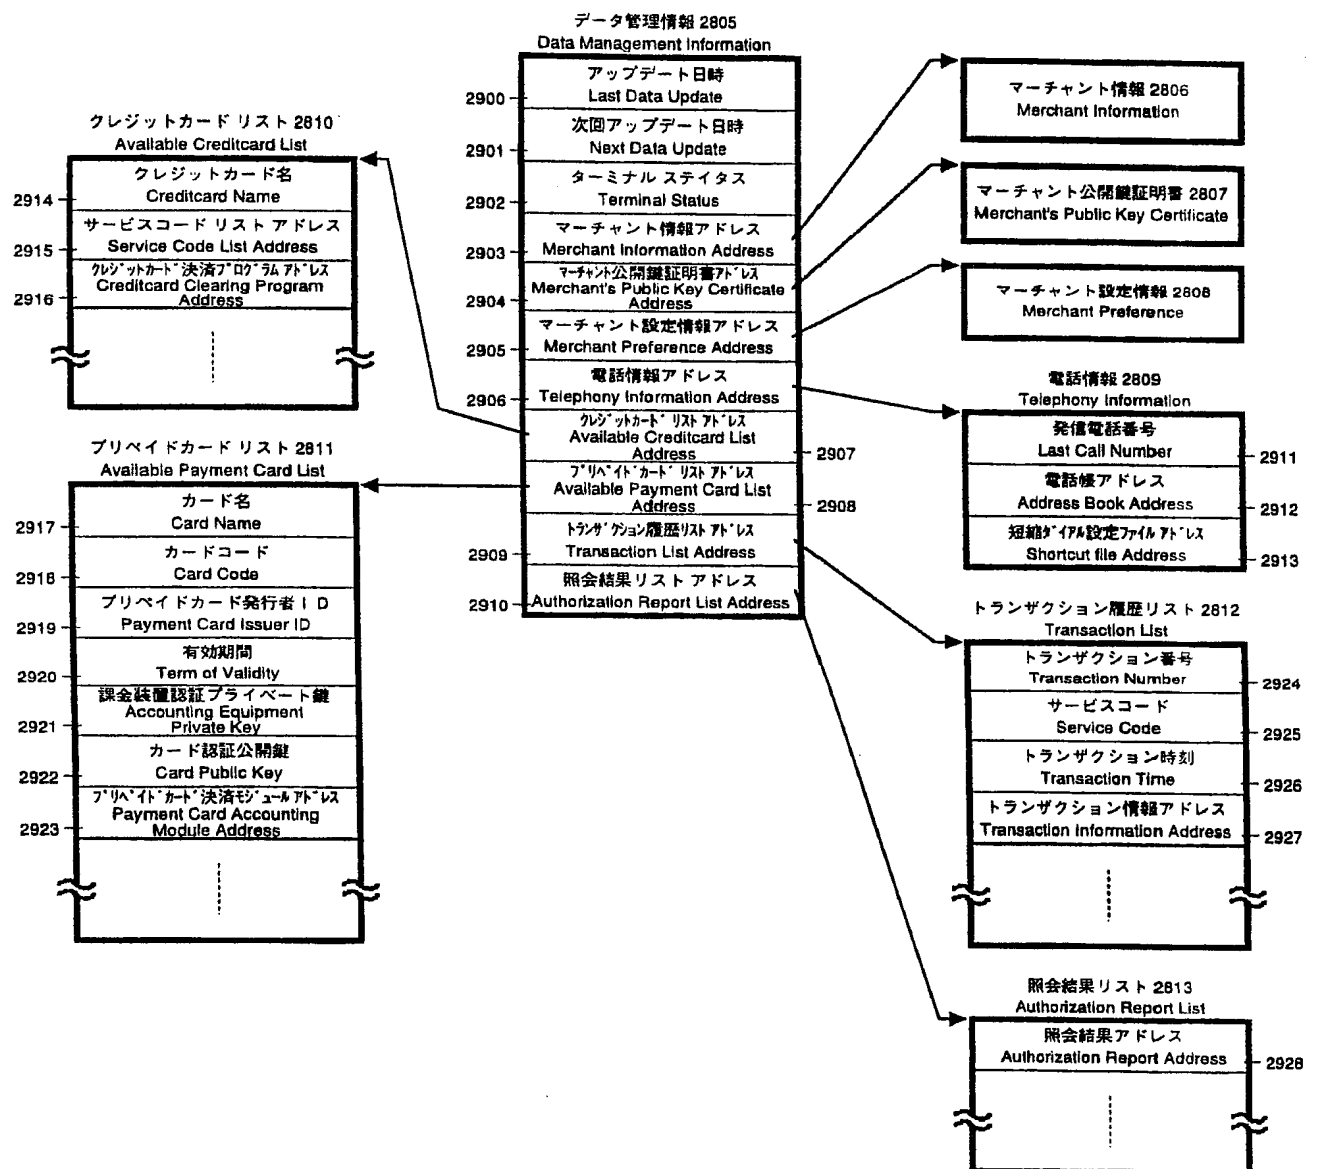 データ管理情報 2805
Data Management Information
2900
アップデート日時
Last Data Update
2901
次回アップデート日時
Next Data Update
2902
ターミナル ステイタス
Terminal Status
2903
マーチャント情報アドレス
Merchant Information Address
2904
マーチャント公開鍵証明書アドレス
Merchant's Public Key Certificate
Address
2905
マーチャント設定情報アドレス
Merchant Preference Address
2906
電話情報アドレス
Telephony Information Address
クレジットカード リスト アドレス
Available Creditcard List
Address
2907
プリペイドカード リスト アドレス
Available Payment Card List
Address
2908
2909
トランザクション履歴リスト アドレス
Transaction List Address
2910
照会結果リスト アドレス
Authorization Report List Address
クレジットカード リスト 2810
Available Creditcard List
2914
クレジットカード名
Creditcard Name
2915
サービスコード リスト アドレス
Service Code List Address
2916
クレジットカード決済プログラム アドレス
Creditcard Clearing Program
Address
プリペイドカード リスト 2811
Available Payment Card List
2917
カード名
Card Name
2918
カードコード
Card Code
2919
プリペイドカード発行者ID
Payment Card Issuer ID
2920
有効期間
Term of Validity
2921
課金装置認証プライベート鍵
Accounting Equipment
Private Key
2922
カード認証公開鍵
Card Public Key
2923
プリペイドカード決済モジュール アドレス
Payment Card Accounting
Module Address
マーチャント情報 2806
Merchant Information
マーチャント公開鍵証明書 2807
Merchant's Public Key Certificate
マーチャント設定情報 2808
Merchant Preference
電話情報 2809
Telephony Information
発信電話番号
Last Call Number
2911
電話帳アドレス
Address Book Address
2912
短縮ダイアル設定ファイル アドレス
Shortcut file Address
2913
トランザクション履歴リスト 2812
Transaction List
トランザクション番号
Transaction Number
2924
サービスコード
Service Code
2925
トランザクション時刻
Transaction Time
2926
トランザクション情報アドレス
Transaction Information Address
2927
照会結果リスト 2813
Authorization Report List
照会結果アドレス
Authorization Report Address
2928